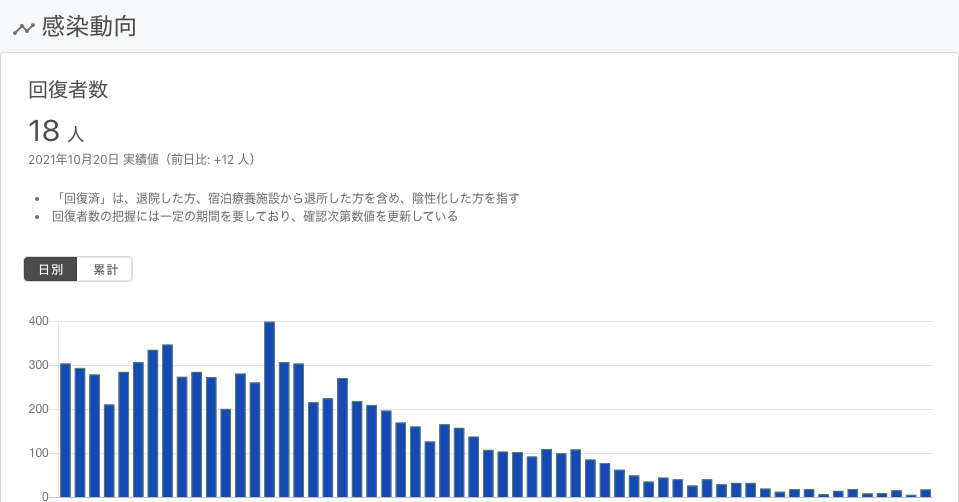 感染動向
回復者数
18 人
2021年10月20日 実績値（前日比: +12 人）
• 「回復済」は、退院した方、宿泊療養施設から退所した方を含め、陰性化した方を指す
• 回復者数の把握には一定の期間を要しており、確認次第数値を更新している
日別 累計
400
300
200
100
0